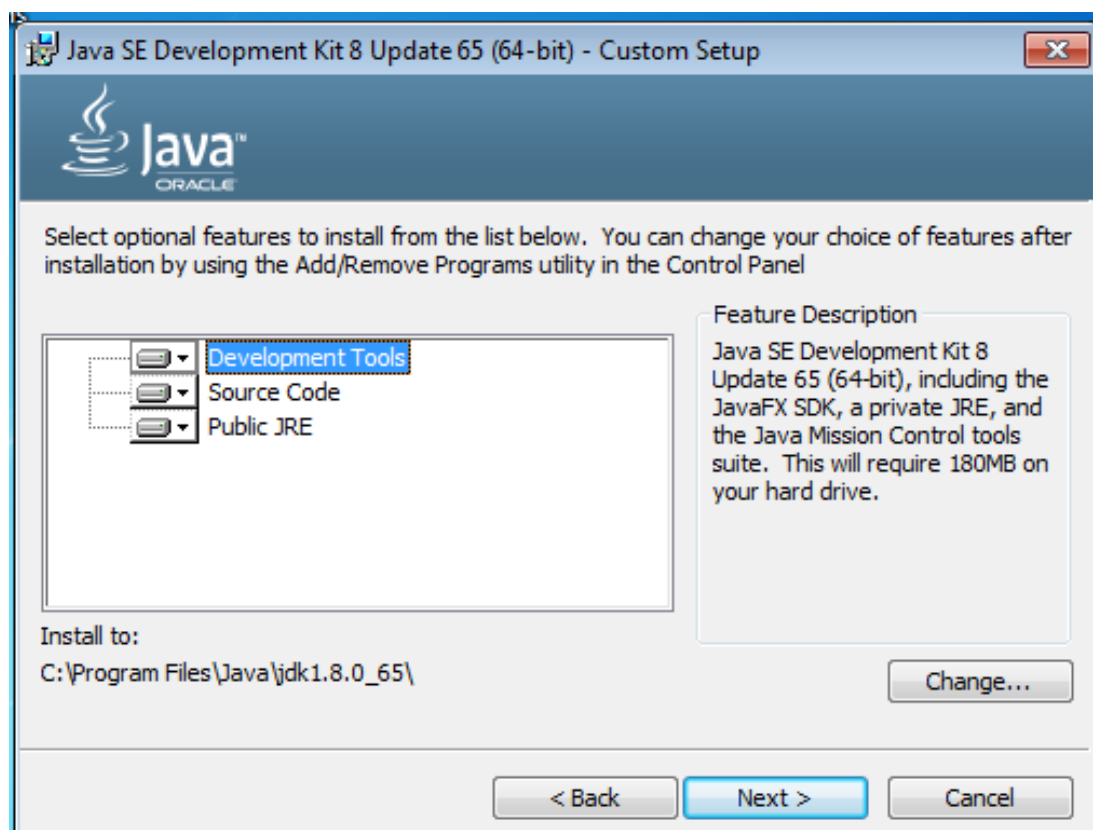 Java SE Development Kit 8 Update 65 (64-bit) - Custom Setup
Java™
ORACLE
Select optional features to install from the list below.  You can change your choice of features after
installation by using the Add/Remove Programs utility in the Control Panel
Development Tools
Source Code
Public JRE
Feature Description
Java SE Development Kit 8
Update 65 (64-bit), including the
JavaFX SDK, a private JRE, and
the Java Mission Control tools
suite.  This will require 180MB on
your hard drive.
Install to:
C:\Program Files\Java\jdk1.8.0_65\
Change...
< Back
Next >
Cancel